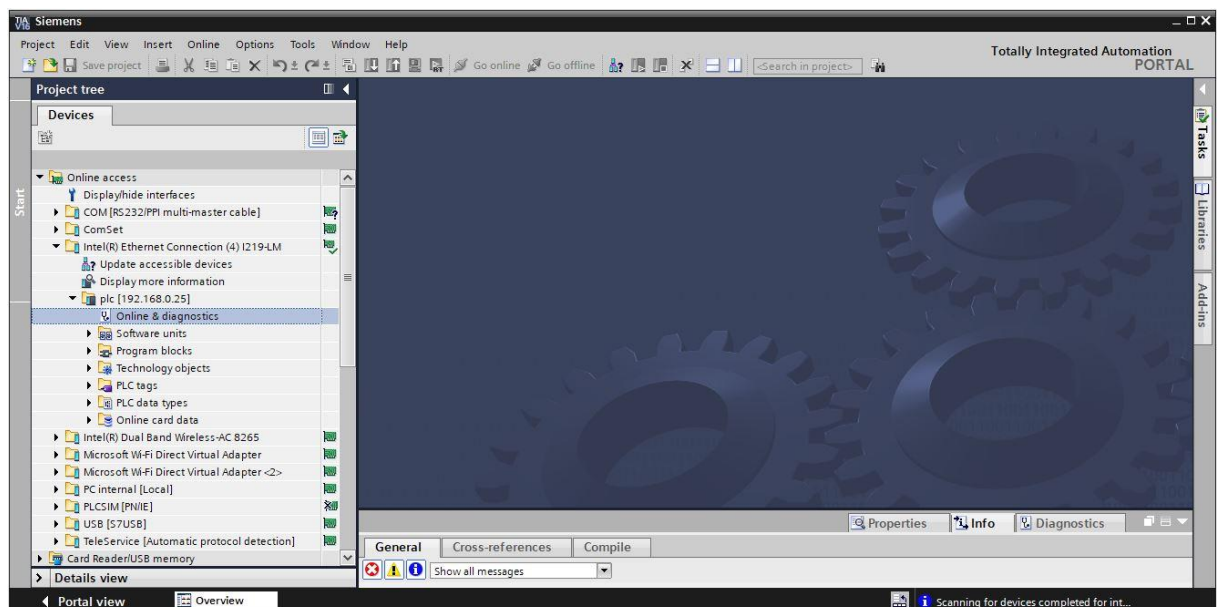 Siemens
Project Edit View Insert Online Options Tools Window Help
Totally Integrated Automation
PORTAL
Save project
Go online Go offline <Search in project>
Project tree
Devices
Start
Online access
Display/hide interfaces
COM [RS232/PPI multi-master cable]
ComSet
Intel(R) Ethernet Connection (4) I219-LM
Update accessible devices
Display more information
plc [192.168.0.25]
Online & diagnostics
Software units
Program blocks
Technology objects
PLC tags
PLC data types
Online card data
Intel(R) Dual Band Wireless-AC 8265
Microsoft Wi-Fi Direct Virtual Adapter
Microsoft Wi-Fi Direct Virtual Adapter <2>
PC internal [Local]
PLCSIM [PN/IE]
USB [S7USB]
TeleService [Automatic protocol detection]
Card Reader/USB memory
Details view
Tasks
Libraries
Add-ins
Properties Info Diagnostics
General Cross-references Compile
Show all messages
Portal view Overview
Scanning for devices completed for int...